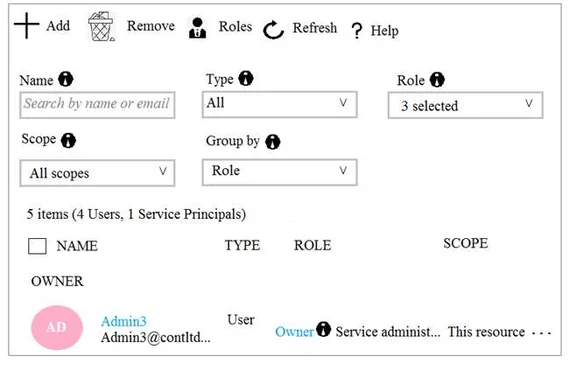 Add Remove Roles Refresh ? Help
Name Type Role
Search by name or email All 3 selected
Scope Group by
All scopes Role
5 items (4 Users, 1 Service Principals)
NAME TYPE ROLE SCOPE
OWNER
AD Admin3 User
Admin3@contltd... Owner Service administ... This resource ...